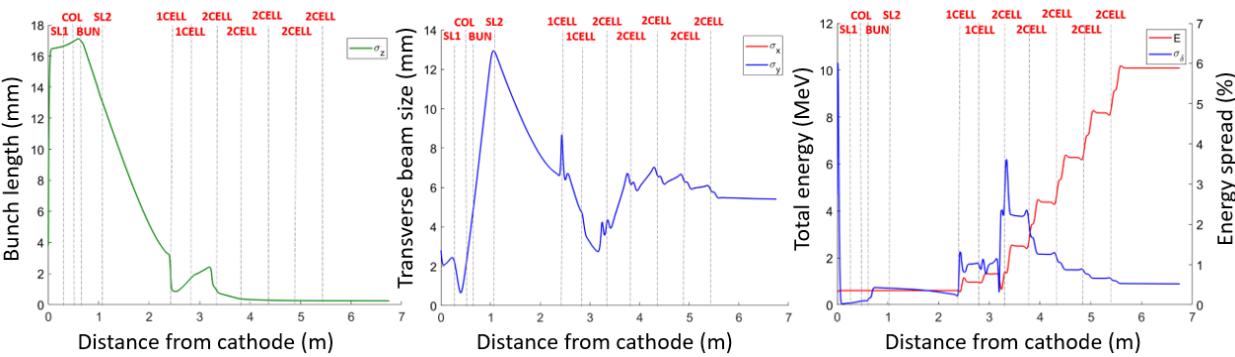 COL SL2 1CELL 2CELL 2CELL 2CELL
SL1 BUN 1CELL 2CELL 2CELL
18
16
14
12
10
8
6
4
2
0
Bunch length (mm)
σz
0 1 2 3 4 5 6 7
Distance from cathode (m)
COL SL2 1CELL 2CELL 2CELL 2CELL
SL1 BUN 1CELL 2CELL 2CELL
14
12
10
8
6
4
2
0
Transverse beam size (mm)
σx
σy
0 1 2 3 4 5 6 7
Distance from cathode (m)
COL SL2 1CELL 2CELL 2CELL 2CELL
SL1 BUN 1CELL 2CELL 2CELL
12
10
8
6
4
2
0
Total energy (MeV)
E
σδ
7
6
5
4
3
2
1
0
Energy spread (%)
0 1 2 3 4 5 6 7
Distance from cathode (m)